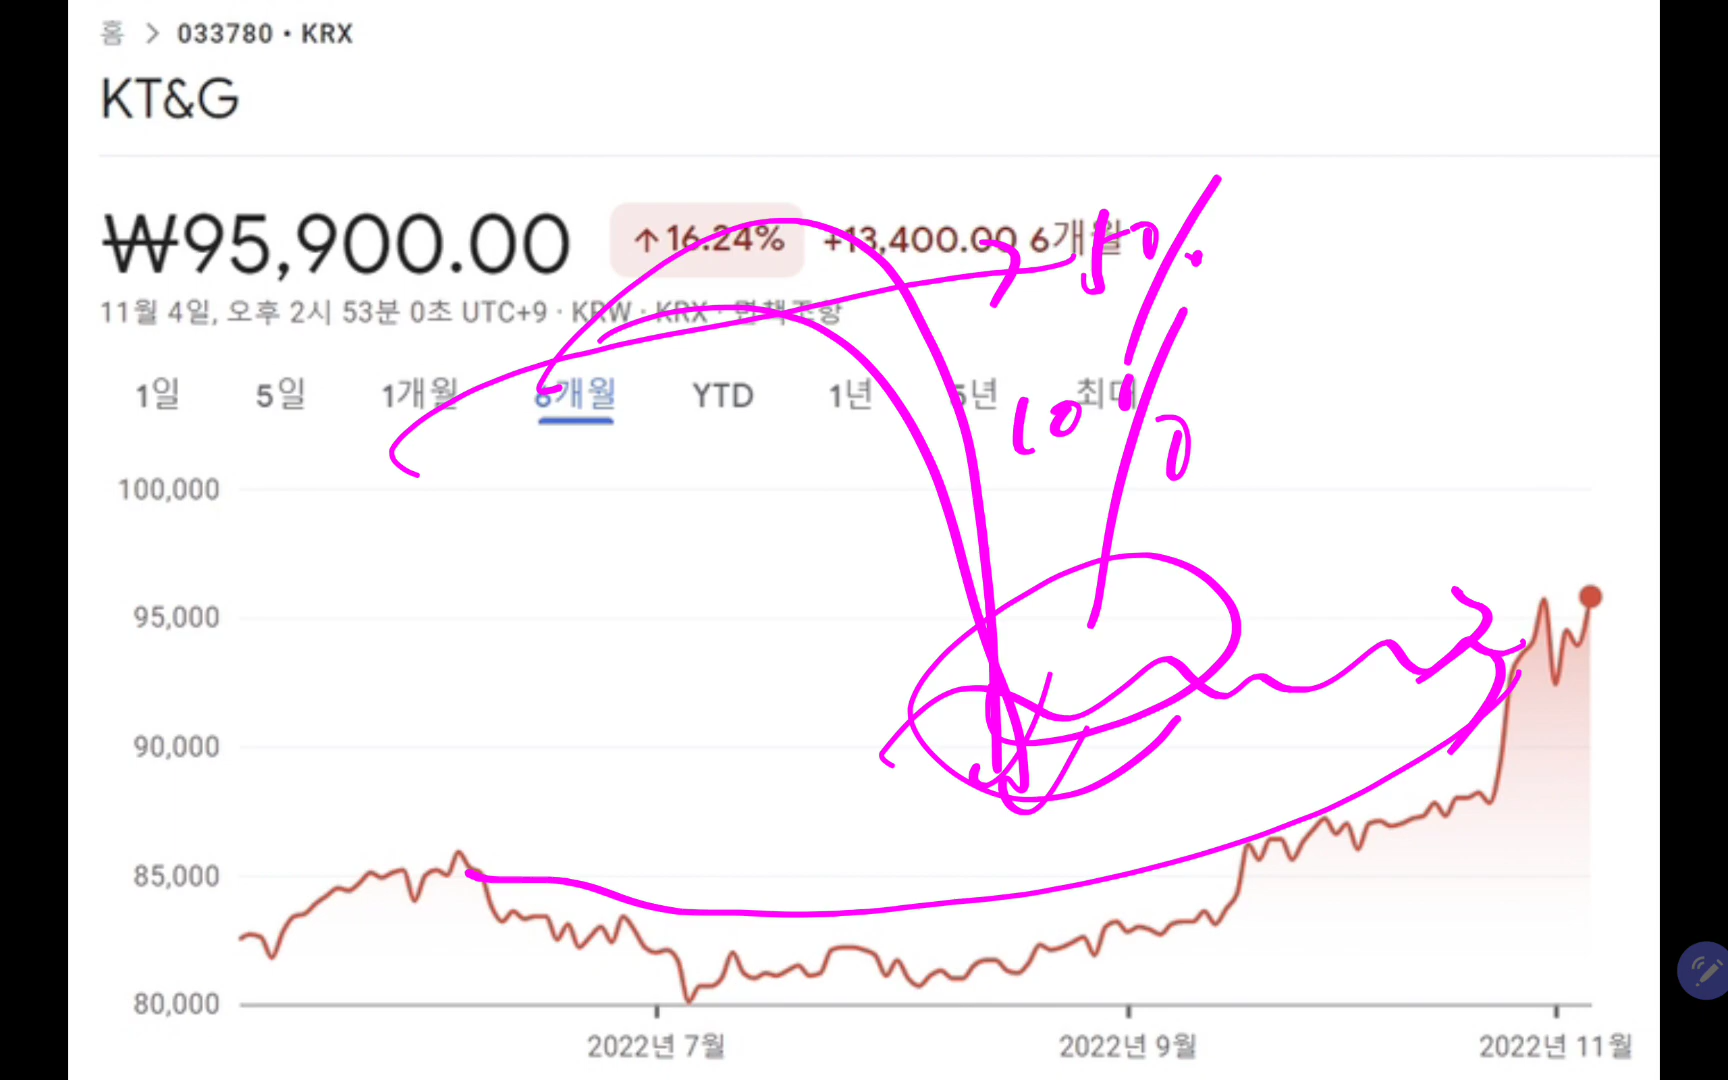 홈 > 033780 • KRX
KT&G
₩95,900.00 ↑16.24% +13,400.00 6개월
11월 4일, 오후 2시 53분 0초 UTC+9 · KRW · KRX · 면책조항
1일 5일 1개월 6개월 YTD 1년 5년 최대
100,000
95,000
90,000
85,000
80,000
2022년 7월 2022년 9월 2022년 11월